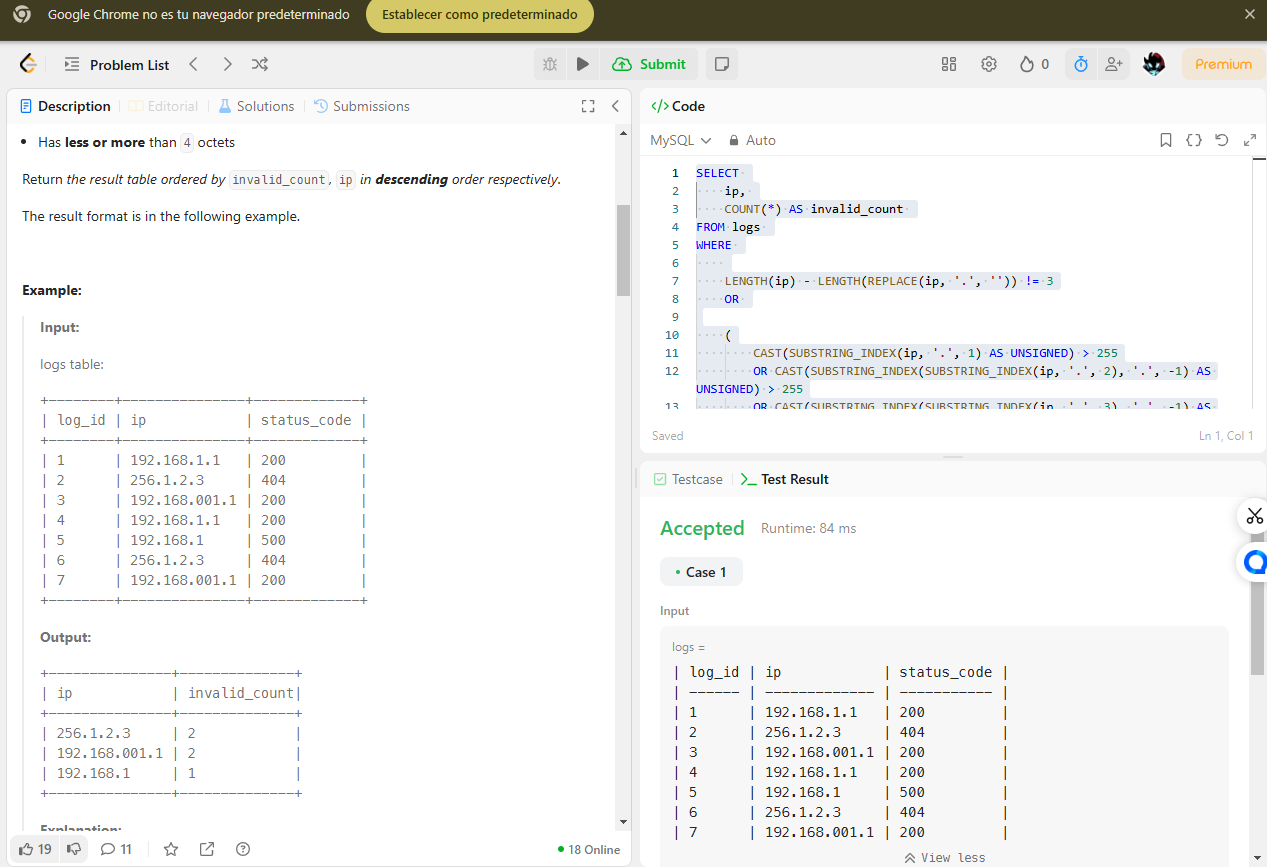 Google Chrome no es tu navegador predeterminado
Establecer como predeterminado
Problem List
Submit
0
Premium
Description
Editorial
Solutions
Submissions
Has less or more than 4 octets
Return the result table ordered by invalid_count, ip in descending order respectively.
The result format is in the following example.
Example:
Input:
logs table:
+--------+---------------+-------------+
| log_id | ip            | status_code |
+--------+---------------+-------------+
| 1      | 192.168.1.1   | 200         |
| 2      | 256.1.2.3     | 404         |
| 3      | 192.168.001.1 | 200         |
| 4      | 192.168.1.1   | 200         |
| 5      | 192.168.1     | 500         |
| 6      | 256.1.2.3     | 404         |
| 7      | 192.168.001.1 | 200         |
+--------+---------------+-------------+
Output:
+---------------+--------------+
| ip            | invalid_count|
+---------------+--------------+
| 256.1.2.3     | 2            |
| 192.168.001.1 | 2            |
| 192.168.1     | 1            |
+---------------+--------------+
Explanation:
19
11
18 Online
Code
MySQL
Auto
1 SELECT
2     ip,
3     COUNT(*) AS invalid_count
4 FROM logs
5 WHERE
6
7     LENGTH(ip) - LENGTH(REPLACE(ip, '.', '')) != 3
8     OR
9
10     (
11         CAST(SUBSTRING_INDEX(ip, '.', 1) AS UNSIGNED) > 255
12         OR CAST(SUBSTRING_INDEX(SUBSTRING_INDEX(ip, '.', 2), '.', -1) AS
UNSIGNED) > 255
13         OR CAST(SUBSTRING_INDEX(SUBSTRING_INDEX(ip, '.', 3), '.', -1) AS
Saved
Ln 1, Col 1
Testcase
Test Result
Accepted
Runtime: 84 ms
Case 1
Input
logs =
| log_id | ip            | status_code |
| ------ | ------------- | ----------- |
| 1      | 192.168.1.1   | 200         |
| 2      | 256.1.2.3     | 404         |
| 3      | 192.168.001.1 | 200         |
| 4      | 192.168.1.1   | 200         |
| 5      | 192.168.1     | 500         |
| 6      | 256.1.2.3     | 404         |
| 7      | 192.168.001.1 | 200         |
View less